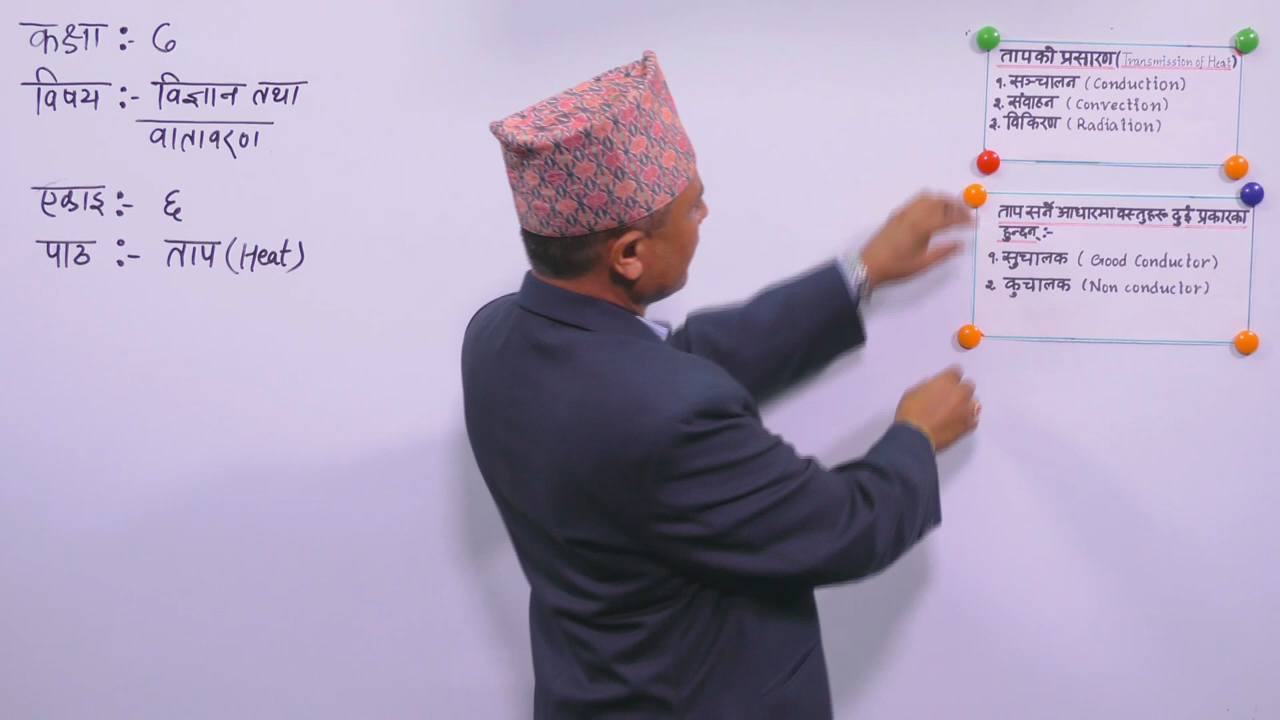 कक्षा :- ७
विषय :- विज्ञान तथा
वातावरण
एकाइ :- ६
पाठ :- ताप (Heat)
तापको प्रसारण (Transmission of Heat)
१. सञ्चालन (Conduction)
२. संवाहन (Convection)
३. विकिरण (Radiation)
ताप सर्ने आधारमा वस्तुहरू दुई प्रकारका
हुन्छन् :-
१. सुचालक (Good Conductor)
२. कुचालक (Non conductor)